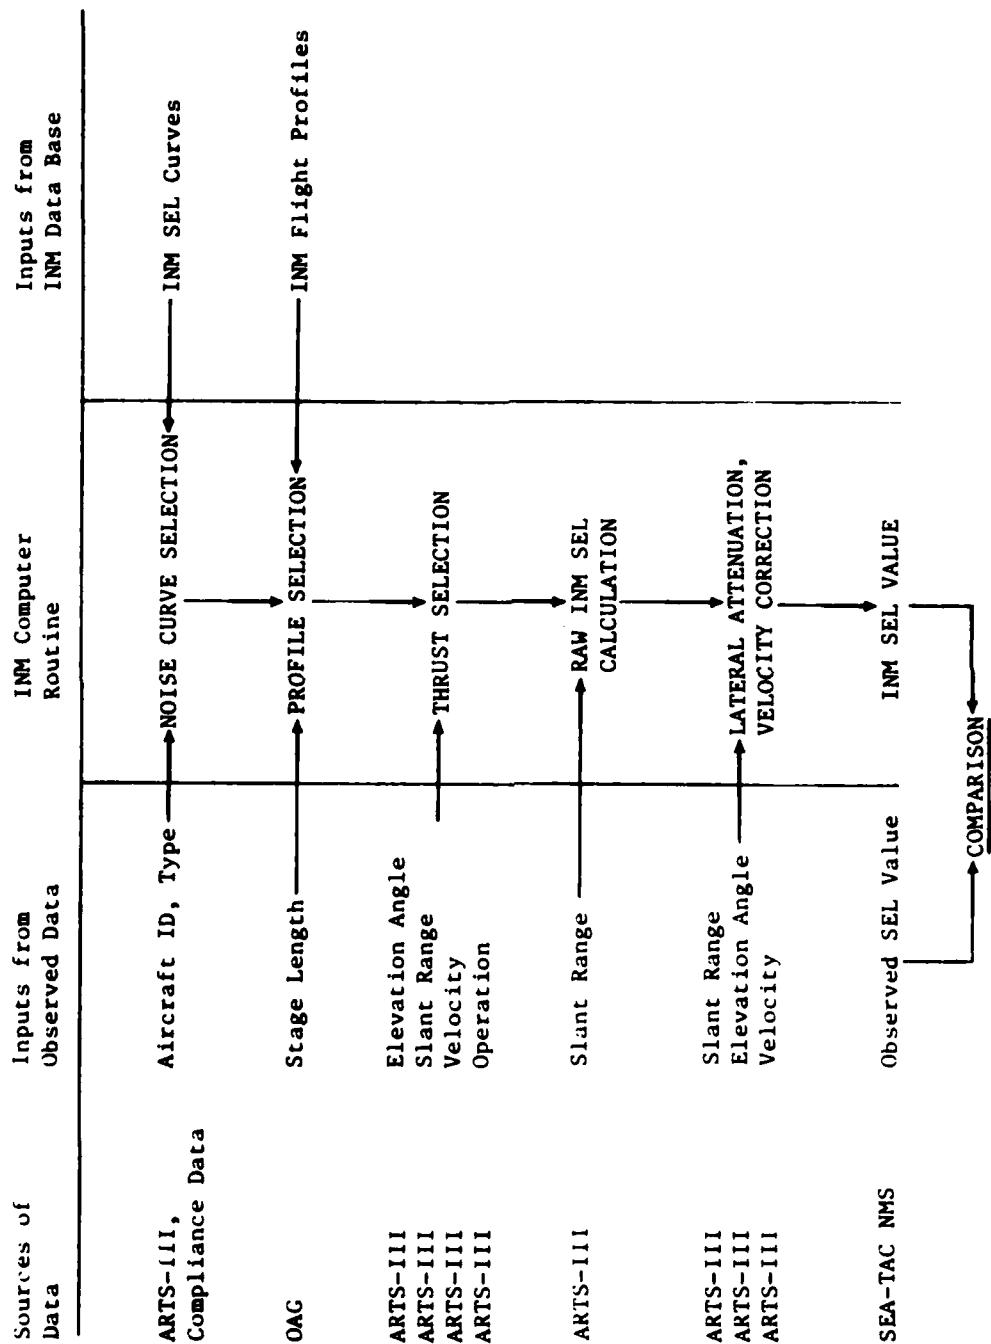 Sources of
Data
Inputs from
Observed Data
INM Computer
Routine
Inputs from
INM Data Base
ARTS-III,
Compliance Data
Aircraft ID, Type
NOISE CURVE SELECTION
INM SEL Curves
OAG
Stage Length
PROFILE SELECTION
INM Flight Profiles
ARTS-III
ARTS-III
ARTS-III
ARTS-III
Elevation Angle
Slant Range
Velocity
Operation
THRUST SELECTION
ARTS-III
Slant Range
RAW INM SEL
CALCULATION
ARTS-III
ARTS-III
ARTS-III
Slant Range
Elevation Angle
Velocity
LATERAL ATTENUATION,
VELOCITY CORRECTION
SEA-TAC NMS
Observed SEL Value
INM SEL VALUE
COMPARISON